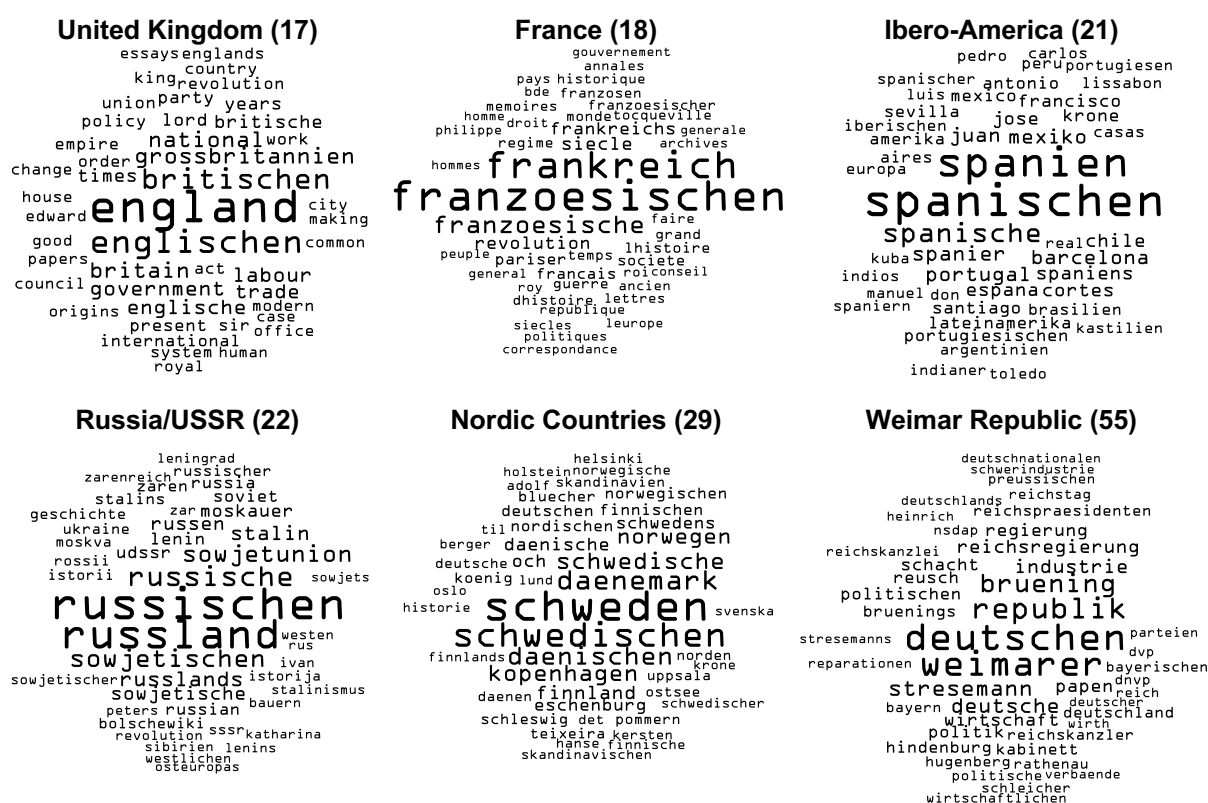 United Kingdom (17)
essays englands
country
king revolution
union party years
policy lord britische
empire national work
order grossbritannien
change times britischen
house england city
edward making
good englischen common
papers
britain act labour
council government trade
origins englische modern
case
present sir office
international
system human
royal
France (18)
gouvernement
annales
pays historique
bde franzosen
memoires franzoesischer
homme monde tocqueville
philippe droit frankreichs generale
regime siecle archives
hommes frankreich
franzoesischen
franzoesische faire
revolution grand
lhistoire
peuple pariser temps societe
general francais roi conseil
roy guerre ancien
dhistoire lettres
republique
siecles leurope
politiques
correspondance
Ibero-America (21)
pedro carlos
peru portugiesen
spanischer antonio lissabon
luis mexico francisco
sevilla jose krone
iberischen
amerika juan mexiko casas
aires spanien
europa
spanischen
spanische real chile
kuba spanier barcelona
indios portugal spaniens
manuel don espana cortes
spaniern santiago brasilien
lateinamerika kastilien
portugiesischen
argentinien
indianer toledo
Russia/USSR (22)
leningrad
zarenreich russischer
zaren russia
stalins soviet
geschichte zar moskauer
ukraine russen
moskva lenin stalin
rossii udssr sowjetunion
istorii russische sowjets
russischen
russland westen
rus
sowjetischen ivan
sowjetischer russlands istorija
sowjetische stalinismus
bauern
peters russian
bolschewiki
revolution sssr katharina
sibirien lenins
westlichen
osteuropas
Nordic Countries (29)
helsinki
holstein norwegische
adolf skandinavien
bluecher norwegischen
deutschen finnischen
til nordischen schwedens
berger daenische norwegen
deutsche och schwedische
koenig lund daenemark
oslo
historie schweden svenska
schwedischen
finnlands daenischen norden
krone
kopenhagen uppsala
daenen finnland ostsee
eschenburg schwedischer
schleswig det pommern
teixeira kersten
hanse finnische
skandinavischen
Weimar Republic (55)
deutschnationalen
schwerindustrie
preussischen
deutschlands reichstag
heinrich reichspraesidenten
nsdap regierung
reichskanzlei reichsregierung
schacht industrie
reusch bruening
politischen
bruenings republik
stresemanns deutschen parteien
dvp
reparationen weimarer bayerischen
dnvp
stresemann papen reich
bayern deutsche deutscher
deutschland
wirtschaft wirth
politik reichskanzler
hindenburg kabinett
hugenberg rathenau
politische verbaende
schleicher
wirtschaftlichen